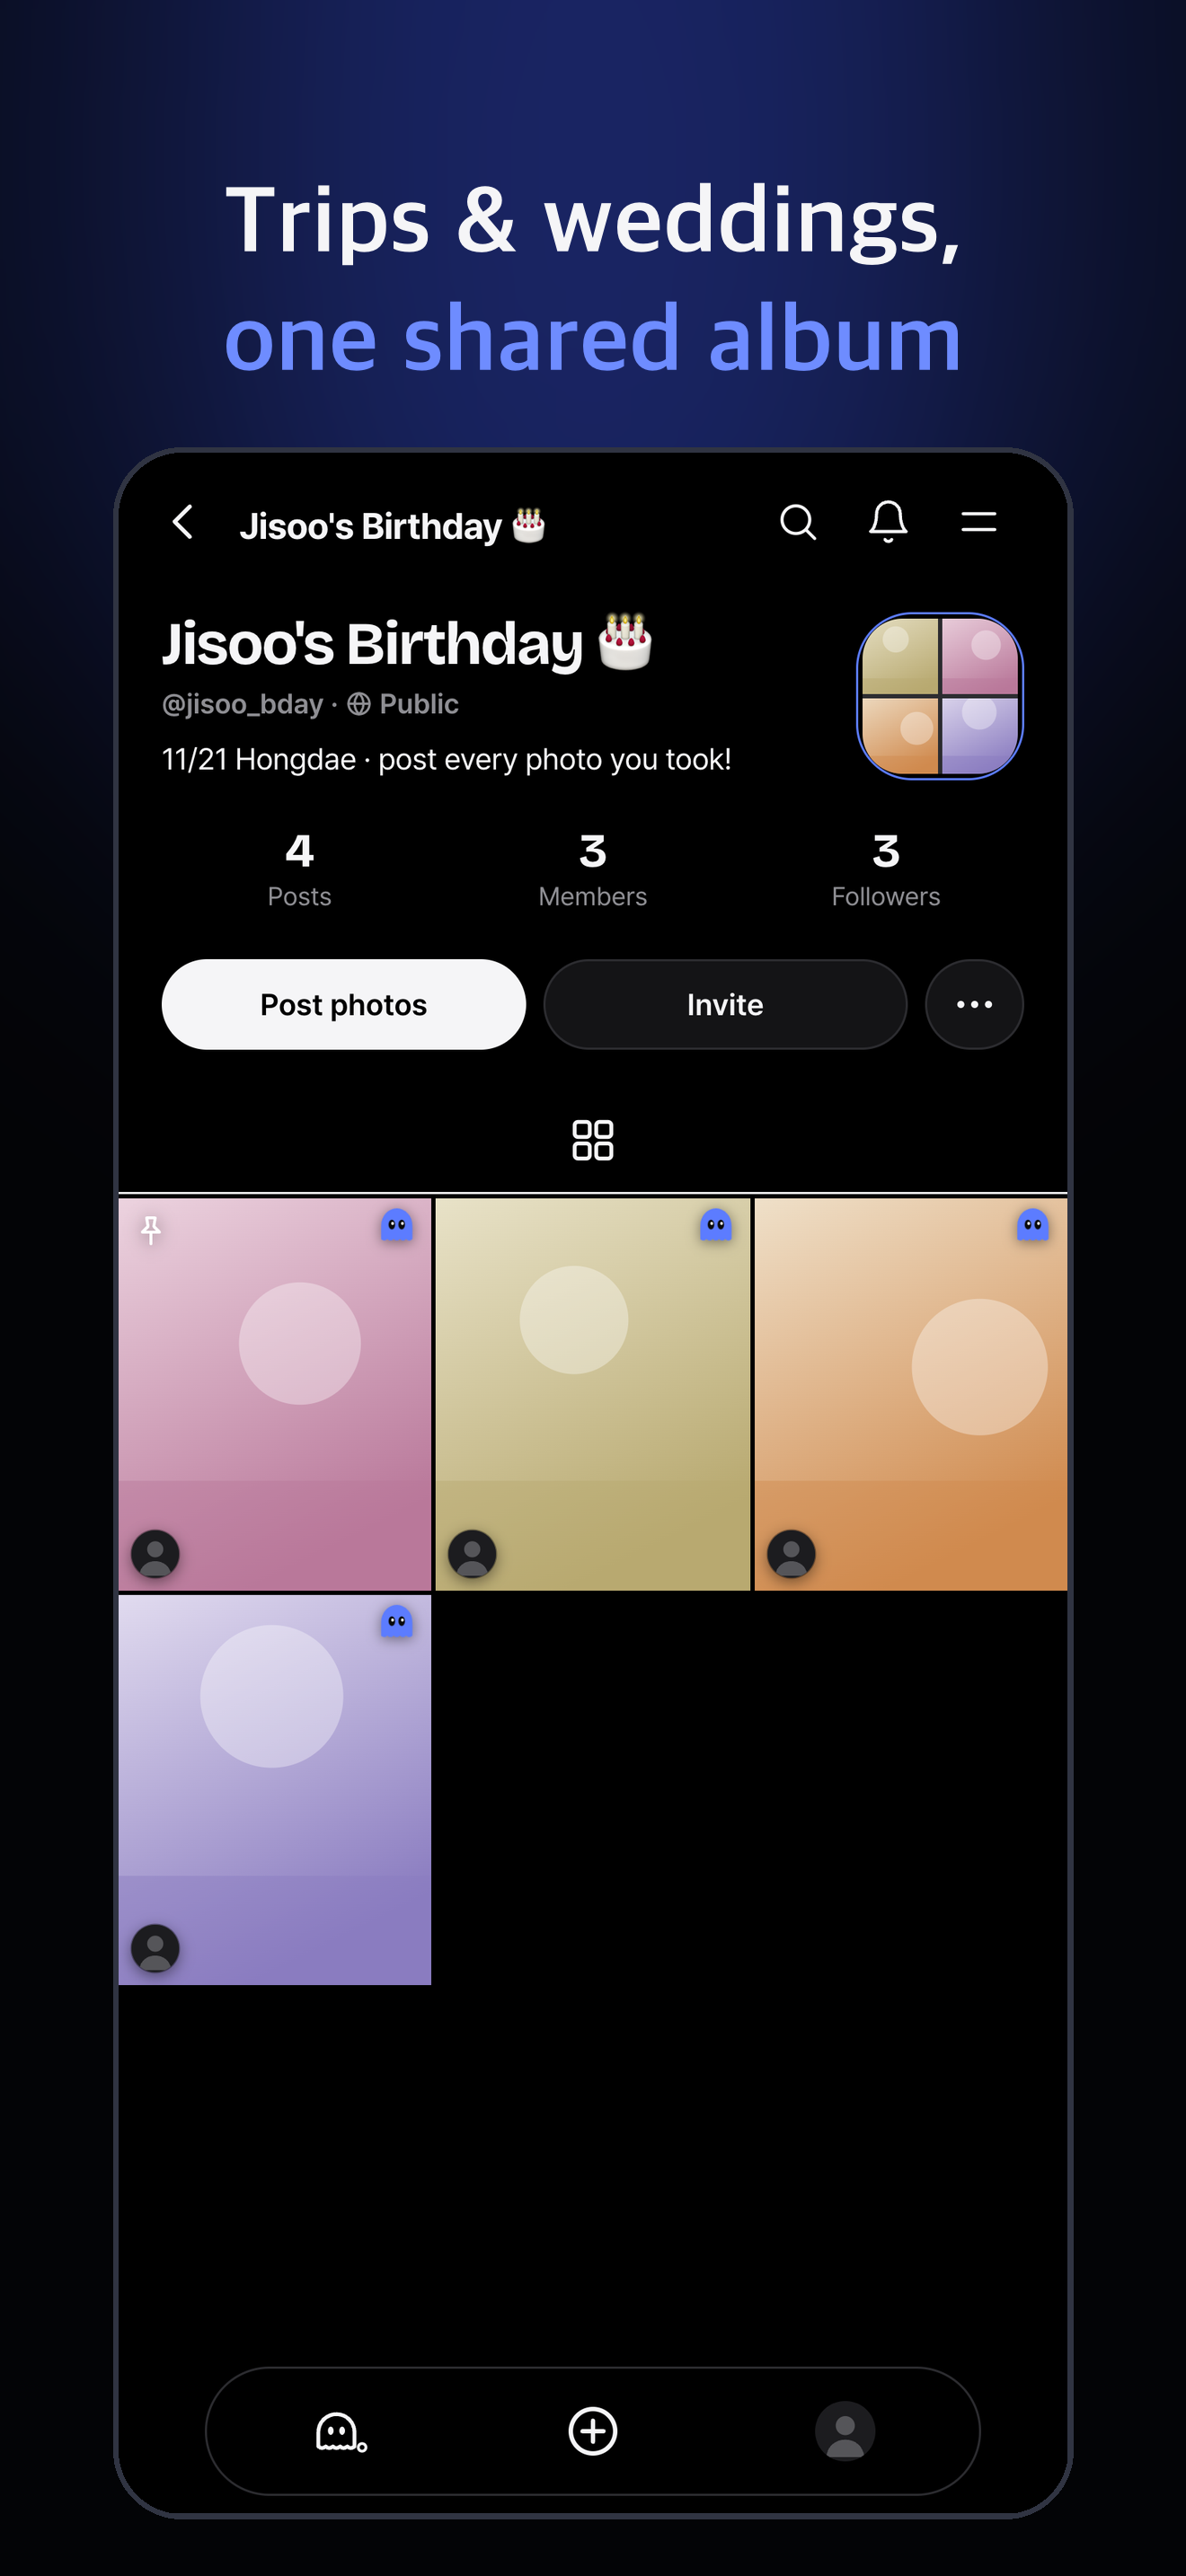 Trips & weddings,
one shared album
Jisoo's Birthday 🎂
Jisoo's Birthday 🎂
@jisoo_bday · Public
11/21 Hongdae · post every photo you took!
4 3 3
Posts Members Followers
Post photos Invite